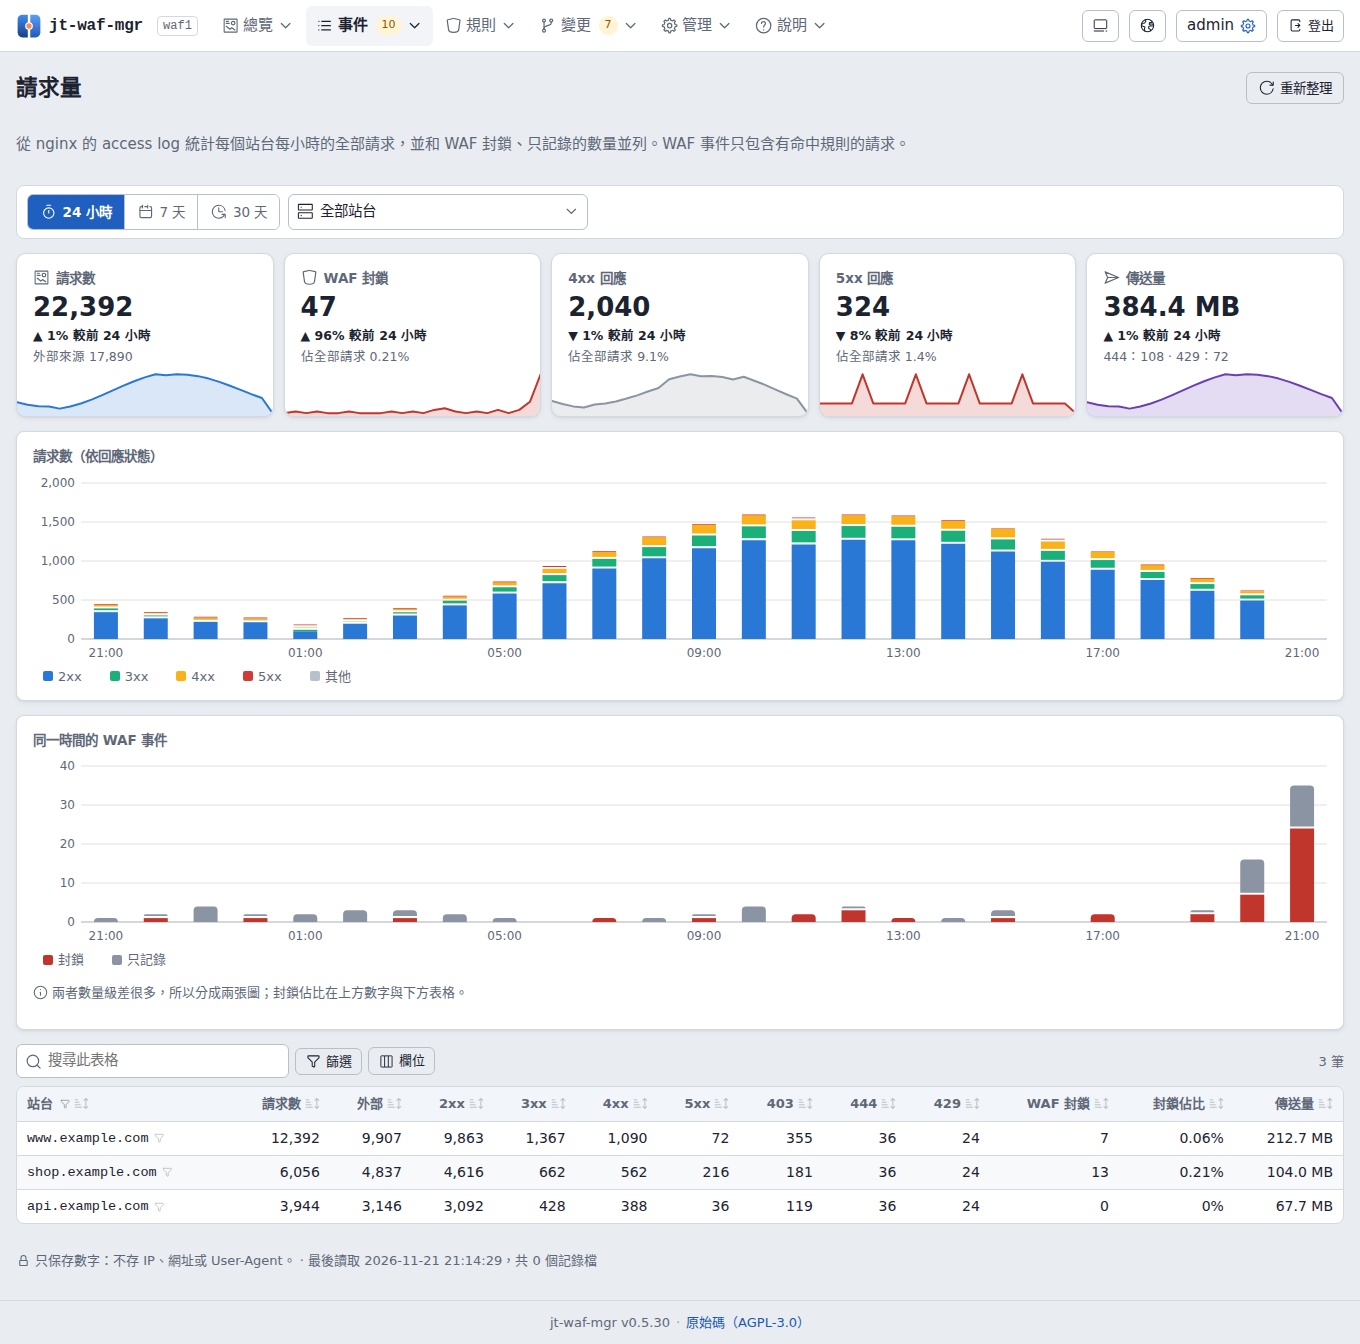 jt-waf-mgr waf1 總覽 事件 10 規則 變更 7 管理 說明 admin 登出
請求量 重新整理
從 nginx 的 access log 統計每個站台每小時的全部請求，並和 WAF 封鎖、只記錄的數量並列。WAF 事件只包含有命中規則的請求。
24 小時 7 天 30 天 全部站台
請求數 WAF 封鎖 4xx 回應 5xx 回應 傳送量
22,392 47 2,040 324 384.4 MB
▲ 1% 較前 24 小時 ▲ 96% 較前 24 小時 ▼ 1% 較前 24 小時 ▼ 8% 較前 24 小時 ▲ 1% 較前 24 小時
外部來源 17,890 佔全部請求 0.21% 佔全部請求 9.1% 佔全部請求 1.4% 444：108 · 429：72
請求數（依回應狀態）
2,000
1,500
1,000
500
0
21:00 01:00 05:00 09:00 13:00 17:00 21:00
2xx 3xx 4xx 5xx 其他
同一時間的 WAF 事件
40
30
20
10
0
21:00 01:00 05:00 09:00 13:00 17:00 21:00
封鎖 只記錄
兩者數量級差很多，所以分成兩張圖；封鎖佔比在上方數字與下方表格。
搜尋此表格 篩選 欄位 3 筆
站台 請求數 外部 2xx 3xx 4xx 5xx 403 444 429 WAF 封鎖 封鎖佔比 傳送量
www.example.com 12,392 9,907 9,863 1,367 1,090 72 355 36 24 7 0.06% 212.7 MB
shop.example.com 6,056 4,837 4,616 662 562 216 181 36 24 13 0.21% 104.0 MB
api.example.com 3,944 3,146 3,092 428 388 36 119 36 24 0 0% 67.7 MB
只保存數字：不存 IP、網址或 User-Agent。 · 最後讀取 2026-11-21 21:14:29，共 0 個記錄檔
jt-waf-mgr v0.5.30 · 原始碼（AGPL-3.0）